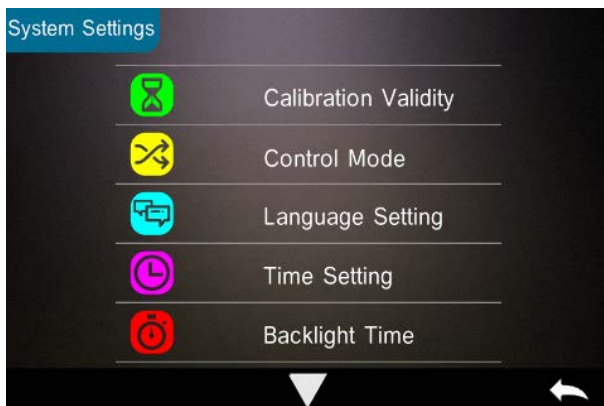 System Settings
Calibration Validity
Control Mode
Language Setting
Time Setting
Backlight Time